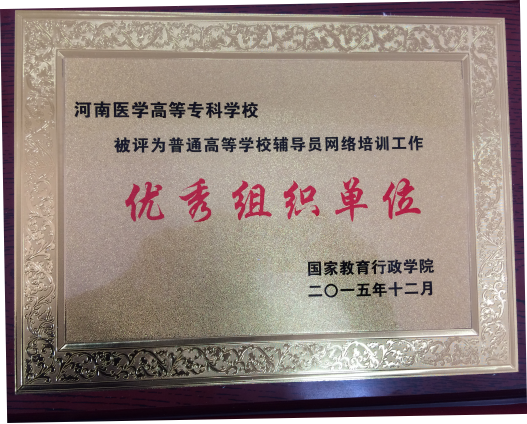 河南医学高等专科学校
被评为普通高等学校辅导员网络培训工作
优秀组织单位
国家教育行政学院
二〇一五年十二月